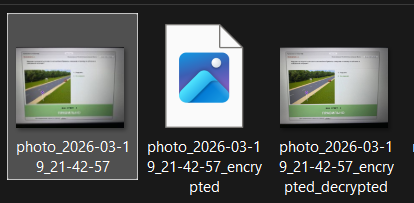 photo_2026-03-1
9_21-42-57
photo_2026-03-1
9_21-42-57_encry
pted
photo_2026-03-1
9_21-42-57_encry
pted_decrypted